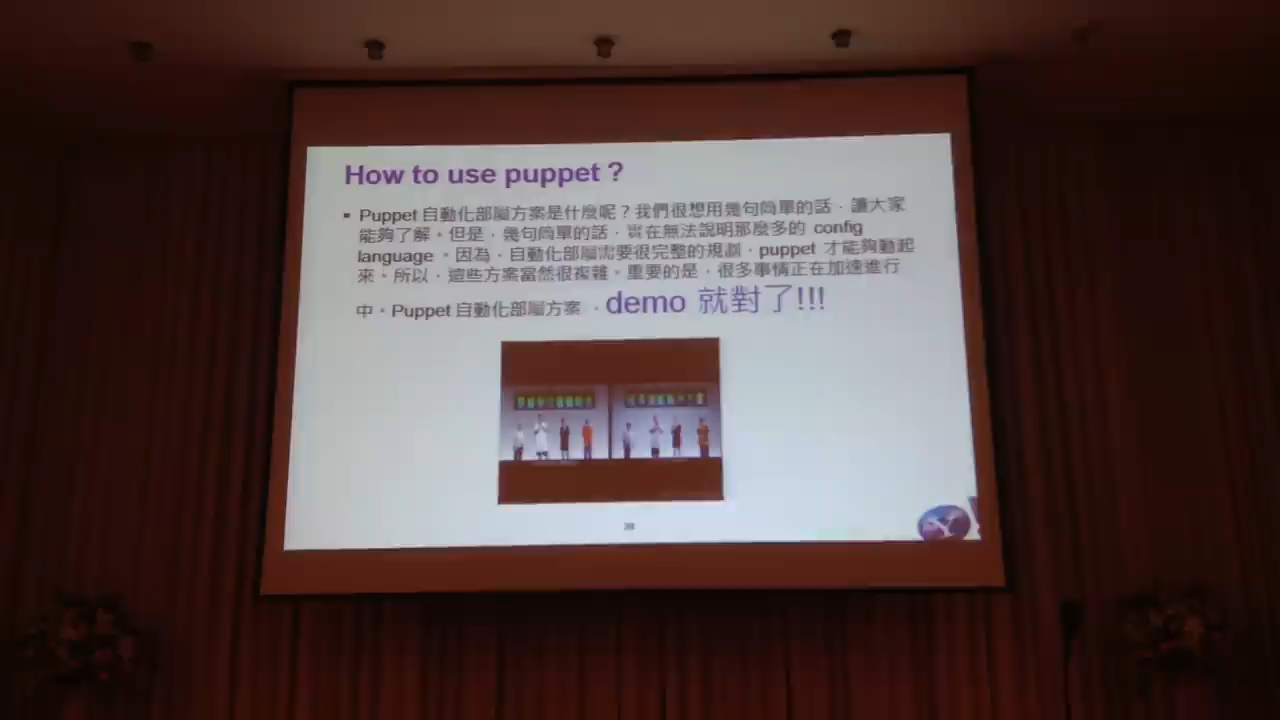 How to use puppet ?
▪ Puppet 自動化部屬方案是什麼呢？我們很想用幾句簡單的話，讓大家
能夠了解。但是，幾句簡單的話，實在無法說明那麼多的 config
language 。因為，自動化部屬需要很完整的規劃，puppet 才能夠動起
來。所以，這些方案當然很複雜。重要的是，很多事情正在加速進行
中。Puppet 自動化部屬方案 ，demo 就對了!!!
Y!